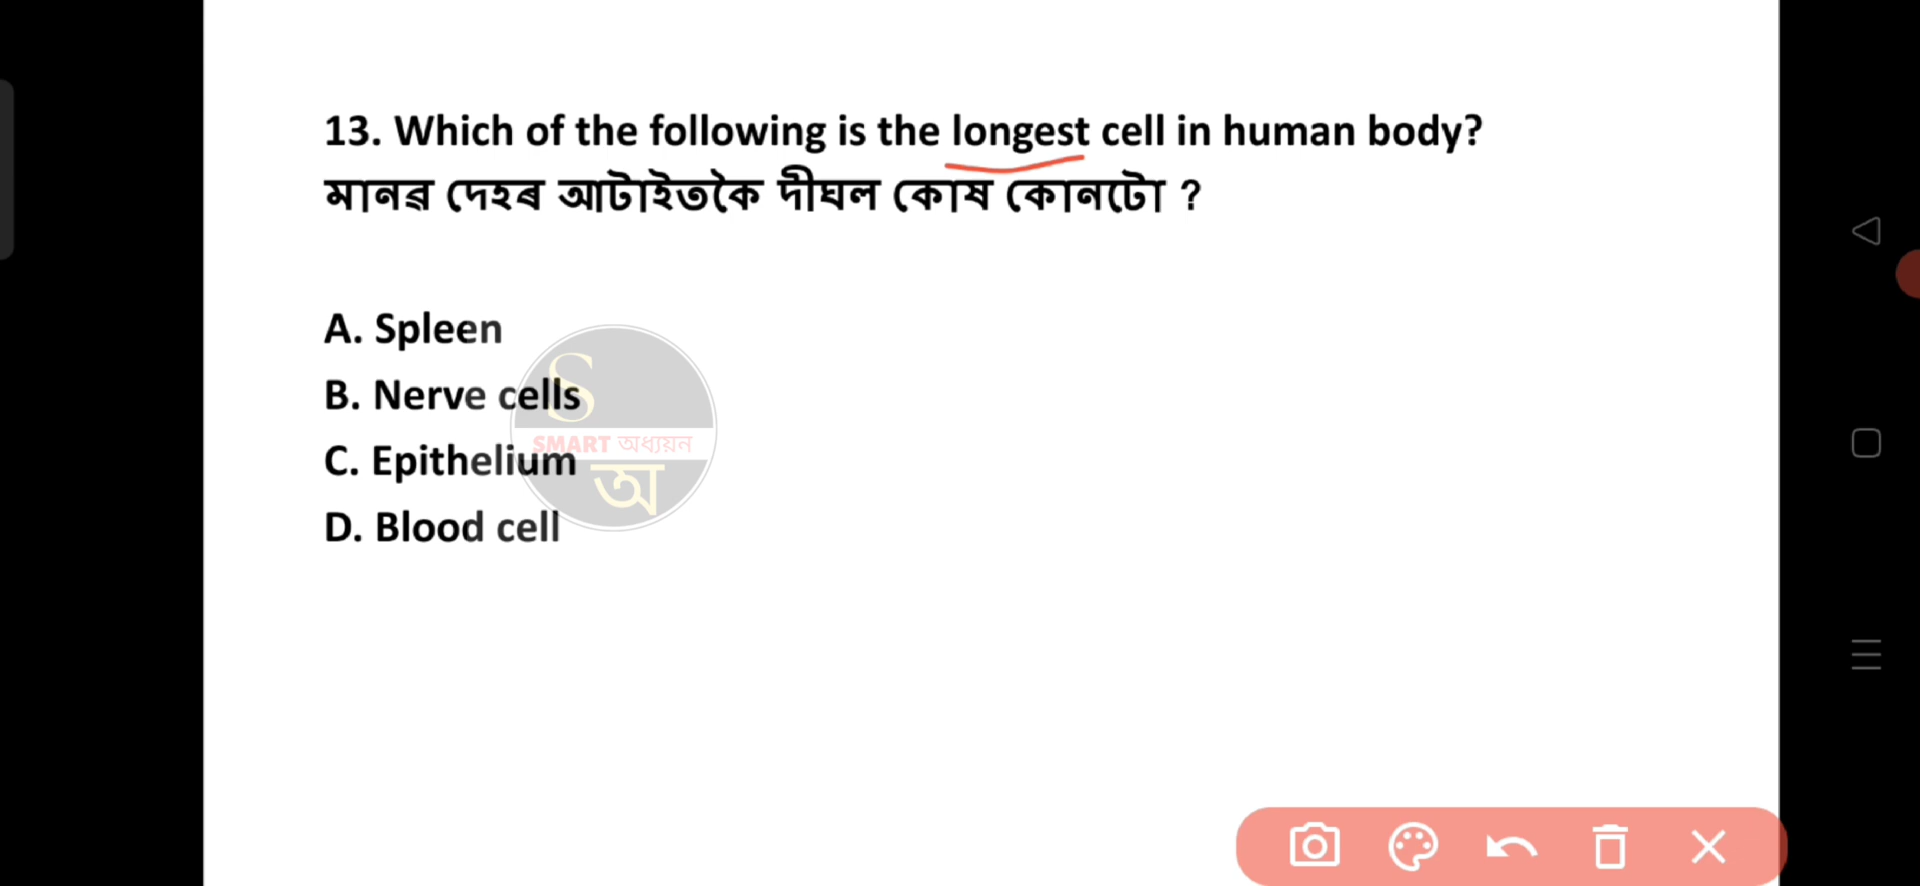 13. Which of the following is the longest cell in human body?
মানৱ দেহৰ আটাইতকৈ দীঘল কোষ কোনটো ?
A. Spleen
B. Nerve cells
C. Epithelium
D. Blood cell
S
SMART অধ্যয়ন
অ